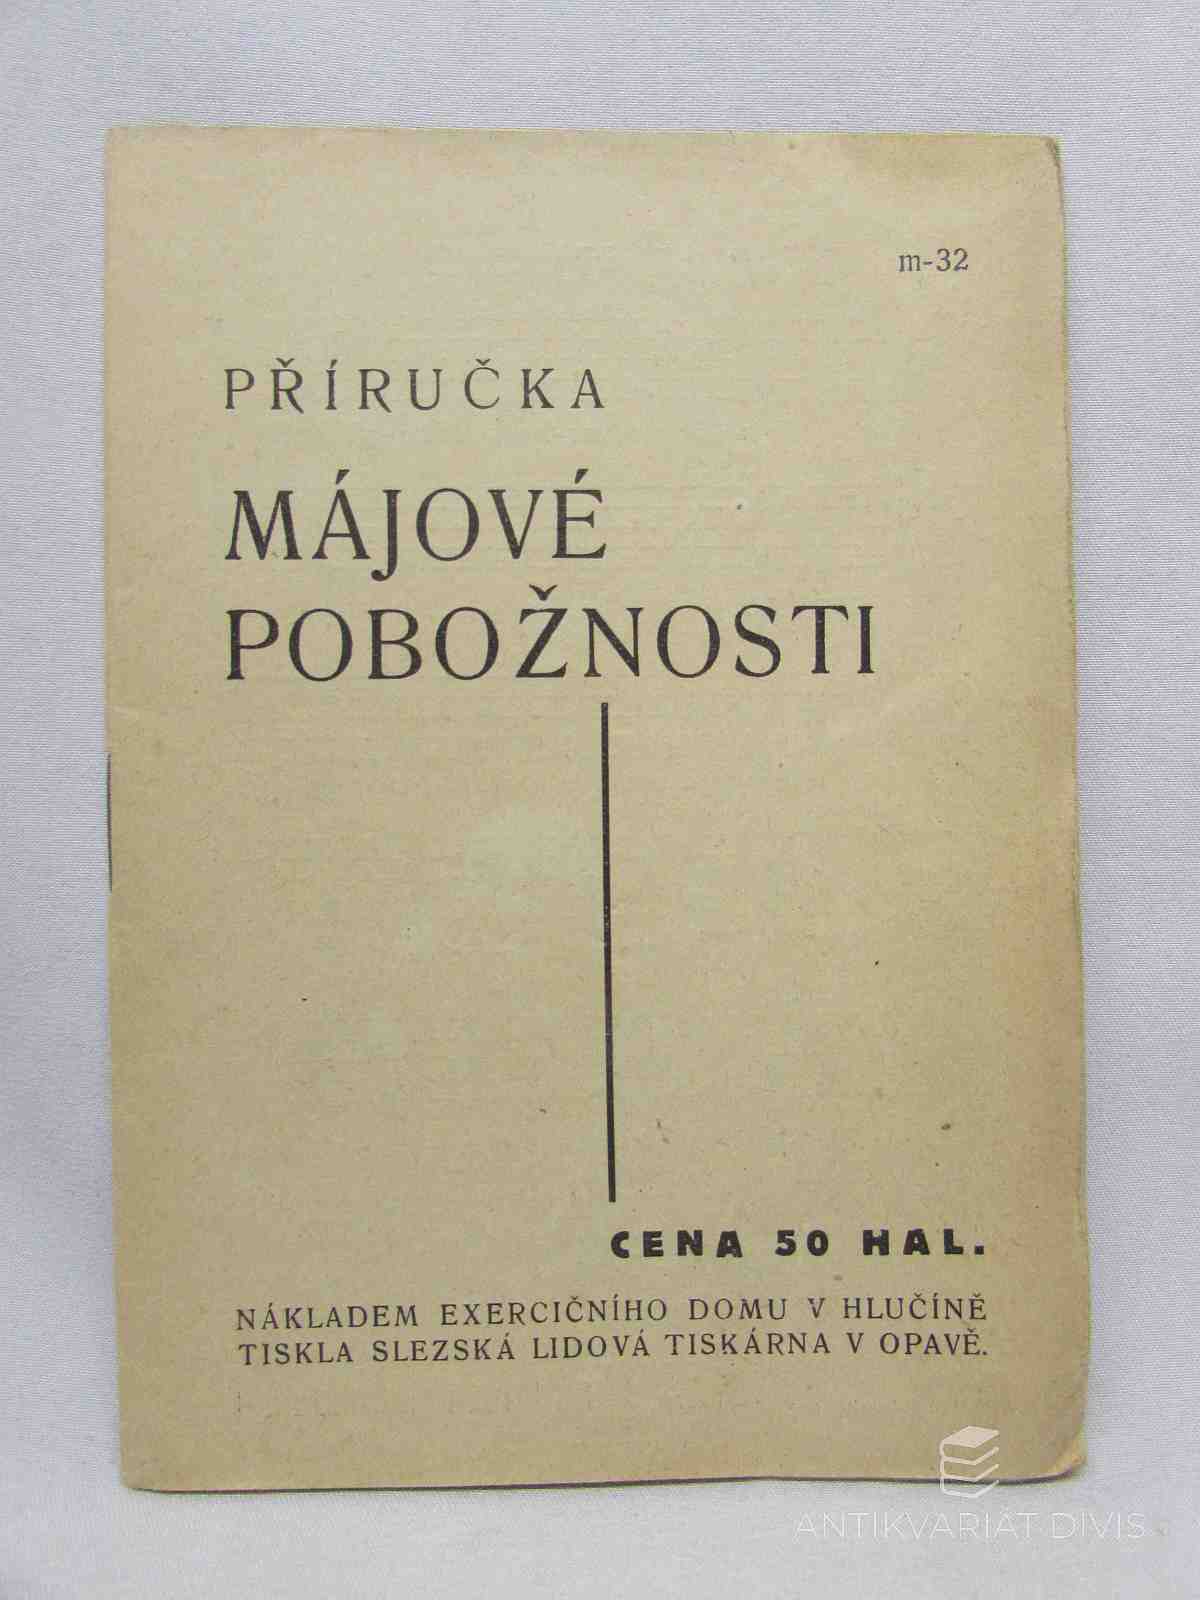 m-32
PŘÍRUČKA
MÁJOVÉ
POBOŽNOSTI
CENA 50 HAL.
NÁKLADEM EXERCIČNÍHO DOMU V HLUČÍNĚ
TISKLA SLEZSKÁ LIDOVÁ TISKÁRNA V OPAVĚ.
ANTIKVARIÁT DIVIS